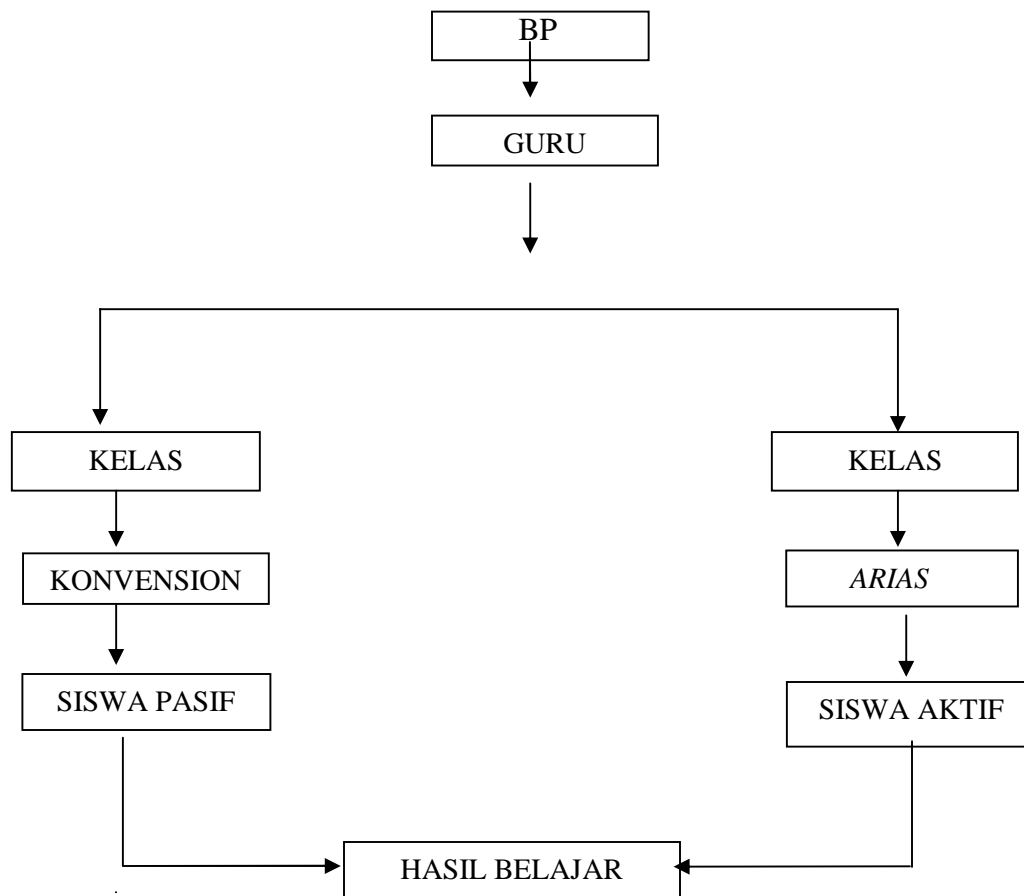 BP
GURU
KELAS
KELAS
KONVENSION
ARIAS
SISWA PASIF
SISWA AKTIF
HASIL BELAJAR